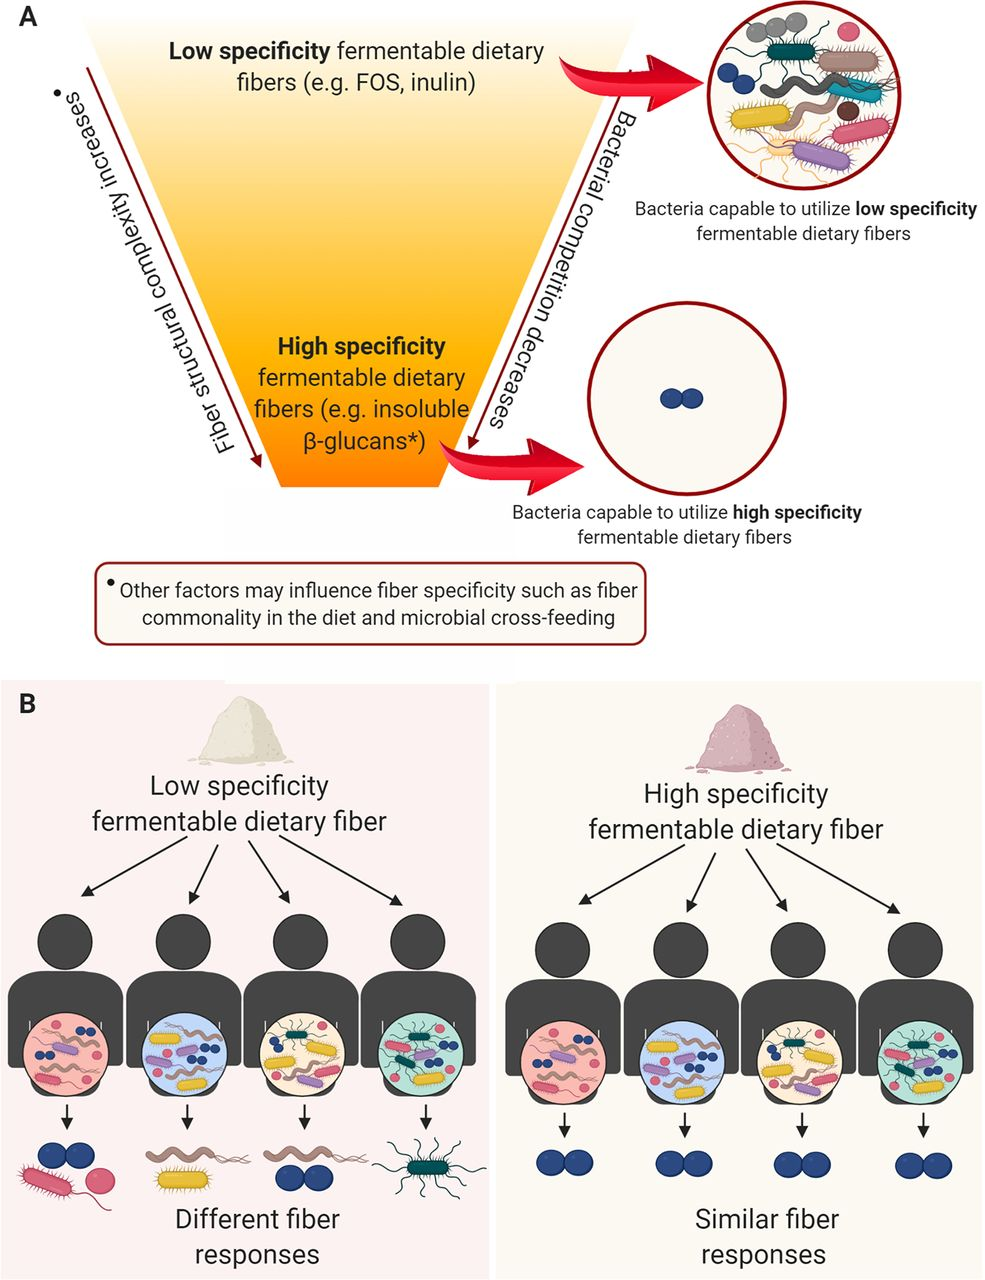 A
Low specificity fermentable dietary
fibers (e.g. FOS, inulin)
• Fiber structural complexity increases
Bacterial competition decreases
Bacteria capable to utilize low specificity
fermentable dietary fibers
High specificity
fermentable dietary
fibers (e.g. insoluble
β-glucans*)
Bacteria capable to utilize high specificity
fermentable dietary fibers
• Other factors may influence fiber specificity such as fiber
commonality in the diet and microbial cross-feeding
B
Low specificity
fermentable dietary fiber
Different fiber
responses
High specificity
fermentable dietary fiber
Similar fiber
responses